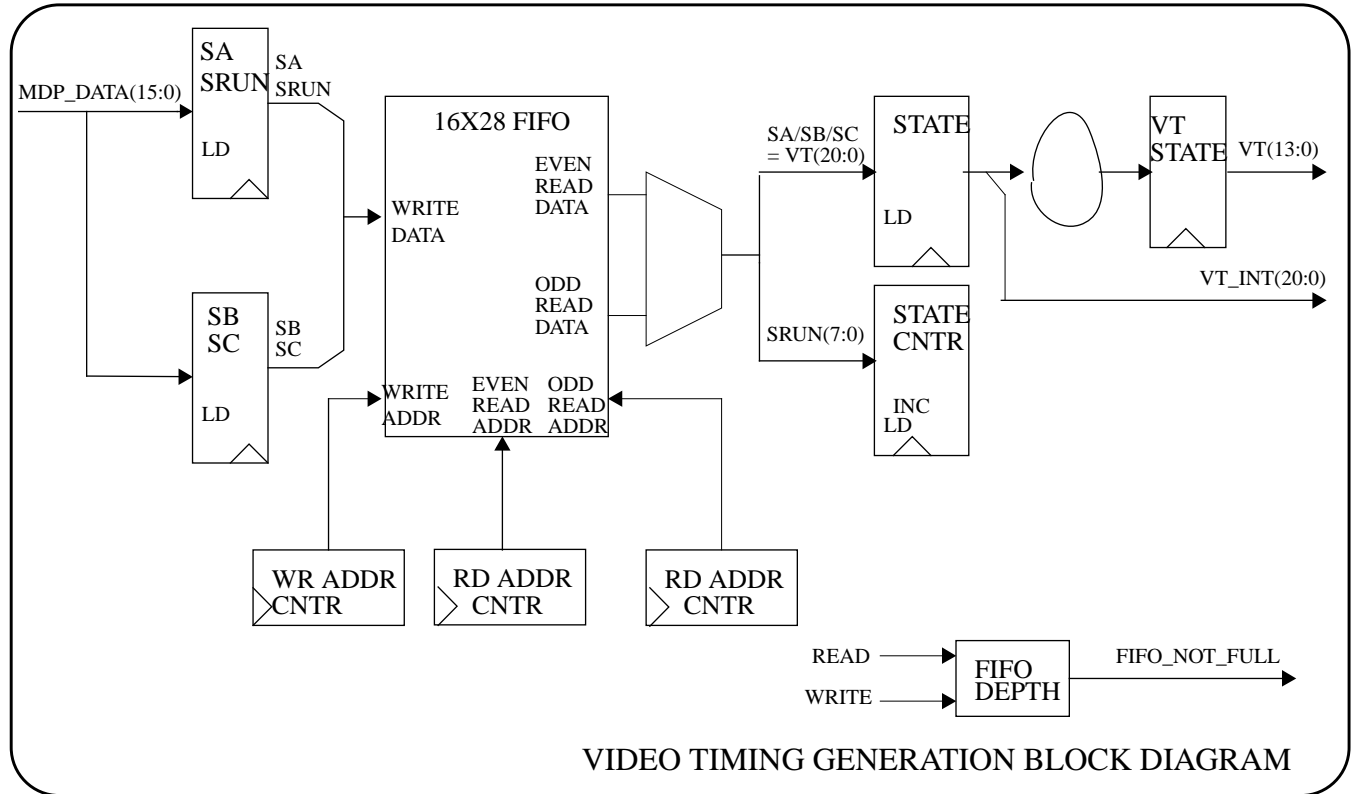 SA
SRUN
SA
SRUN
MDP_DATA(15:0)
LD
SB
SC
SB
SC
LD
16X28 FIFO
EVEN
READ
DATA
WRITE
DATA
ODD
READ
DATA
WRITE
ADDR
EVEN
READ
ADDR
ODD
READ
ADDR
SA/SB/SC
= VT(20:0)
STATE
LD
VT
STATE
VT(13:0)
VT_INT(20:0)
SRUN(7:0)
STATE
CNTR
INC
LD
WR ADDR
CNTR
RD ADDR
CNTR
RD ADDR
CNTR
READ
WRITE
FIFO
DEPTH
FIFO_NOT_FULL
VIDEO TIMING GENERATION BLOCK DIAGRAM